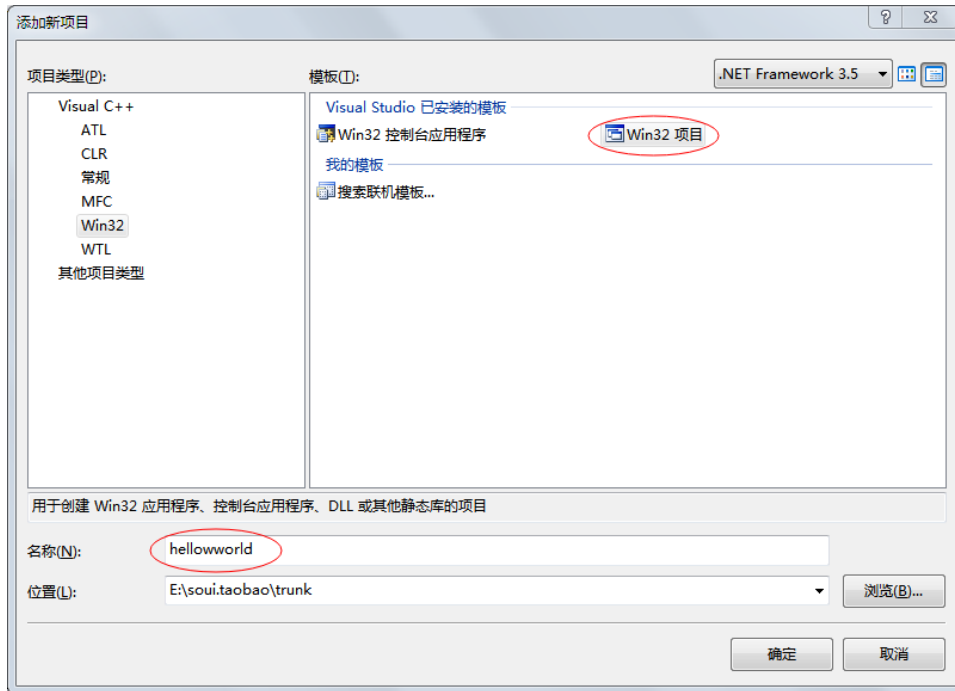 添加新项目
项目类型(P):
模板(T):
.NET Framework 3.5
Visual C++
ATL
CLR
常规
MFC
Win32
WTL
其他项目类型
Visual Studio 已安装的模板
Win32 控制台应用程序
Win32 项目
我的模板
搜索联机模板...
用于创建 Win32 应用程序、控制台应用程序、DLL 或其他静态库的项目
名称(N):
hellowworld
位置(L):
E:\soui.taobao\trunk
浏览(B)...
确定
取消